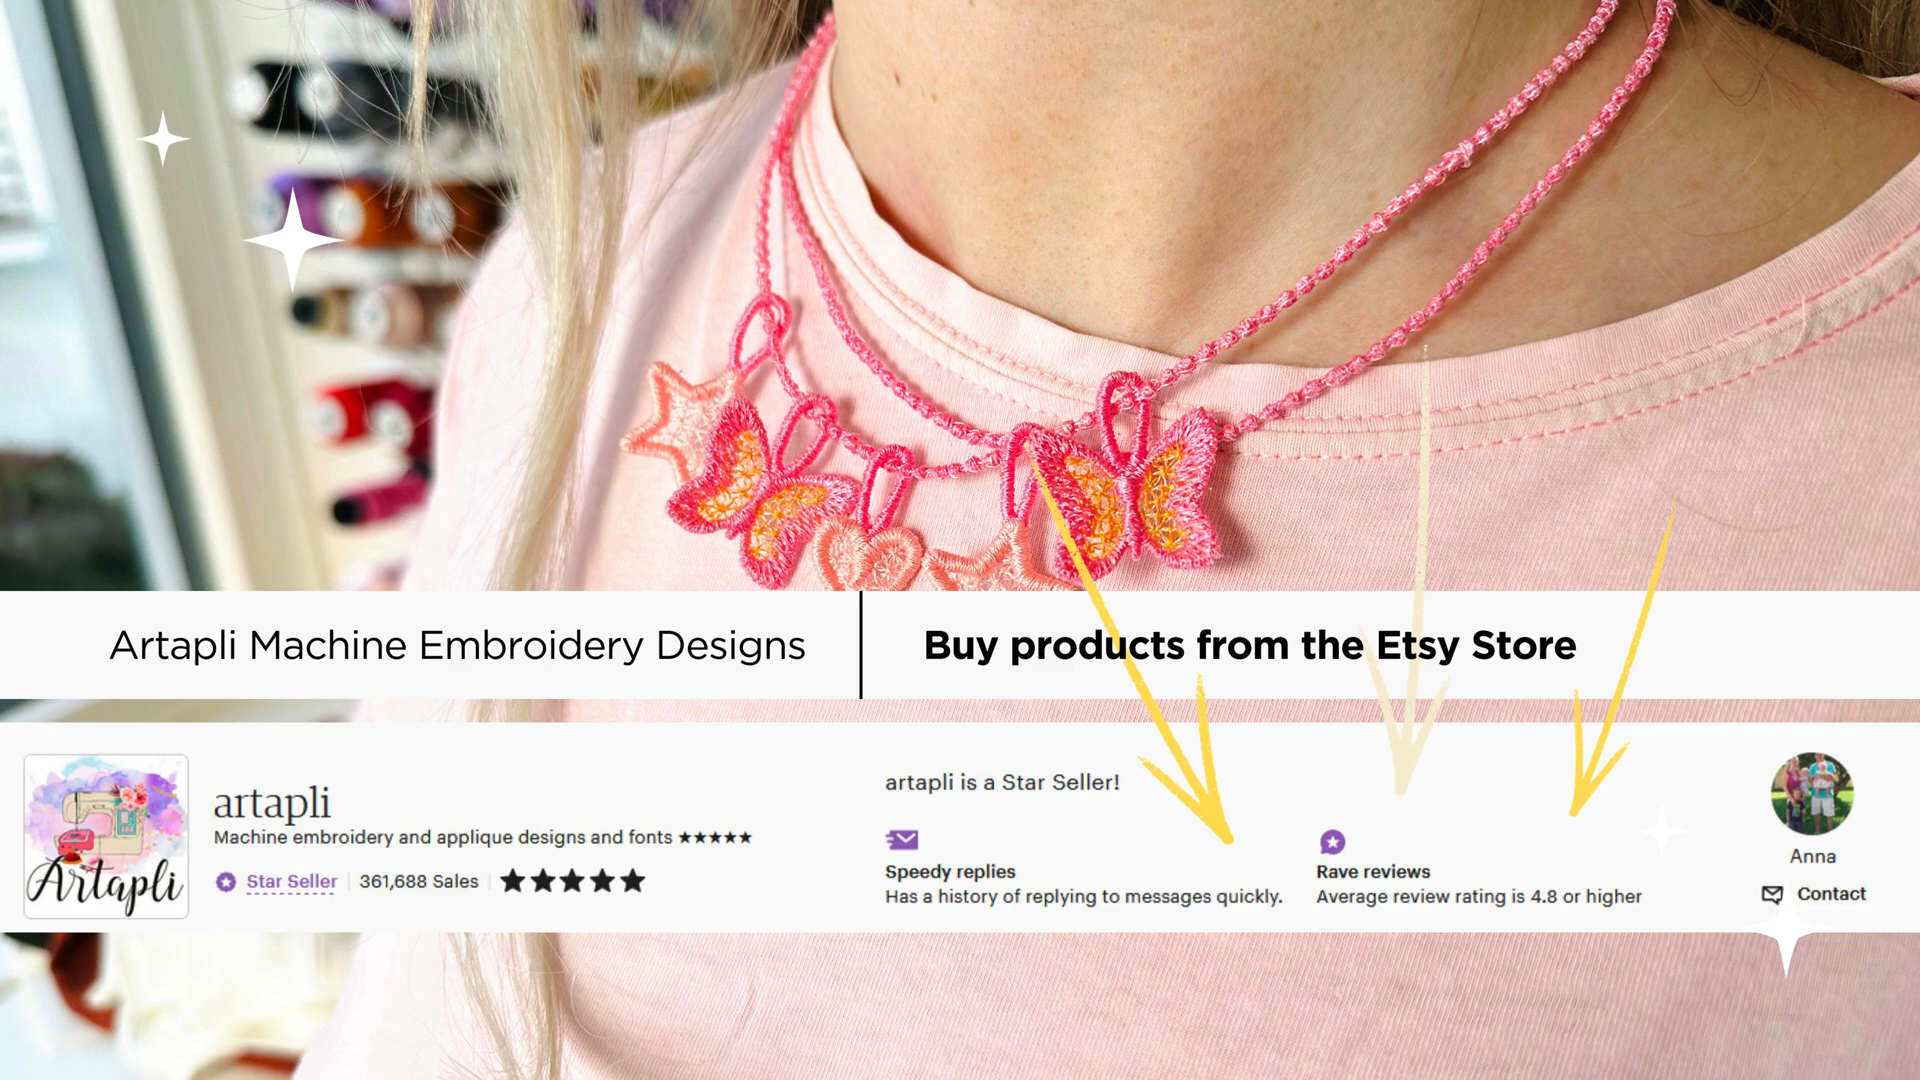 Artapli Machine Embroidery Designs
Buy products from the Etsy Store
Artapli
artapli
Machine embroidery and applique designs and fonts ★★★★★
Star Seller
361,688 Sales
★★★★★
artapli is a Star Seller!
Speedy replies
Has a history of replying to messages quickly.
Rave reviews
Average review rating is 4.8 or higher
Anna
Contact